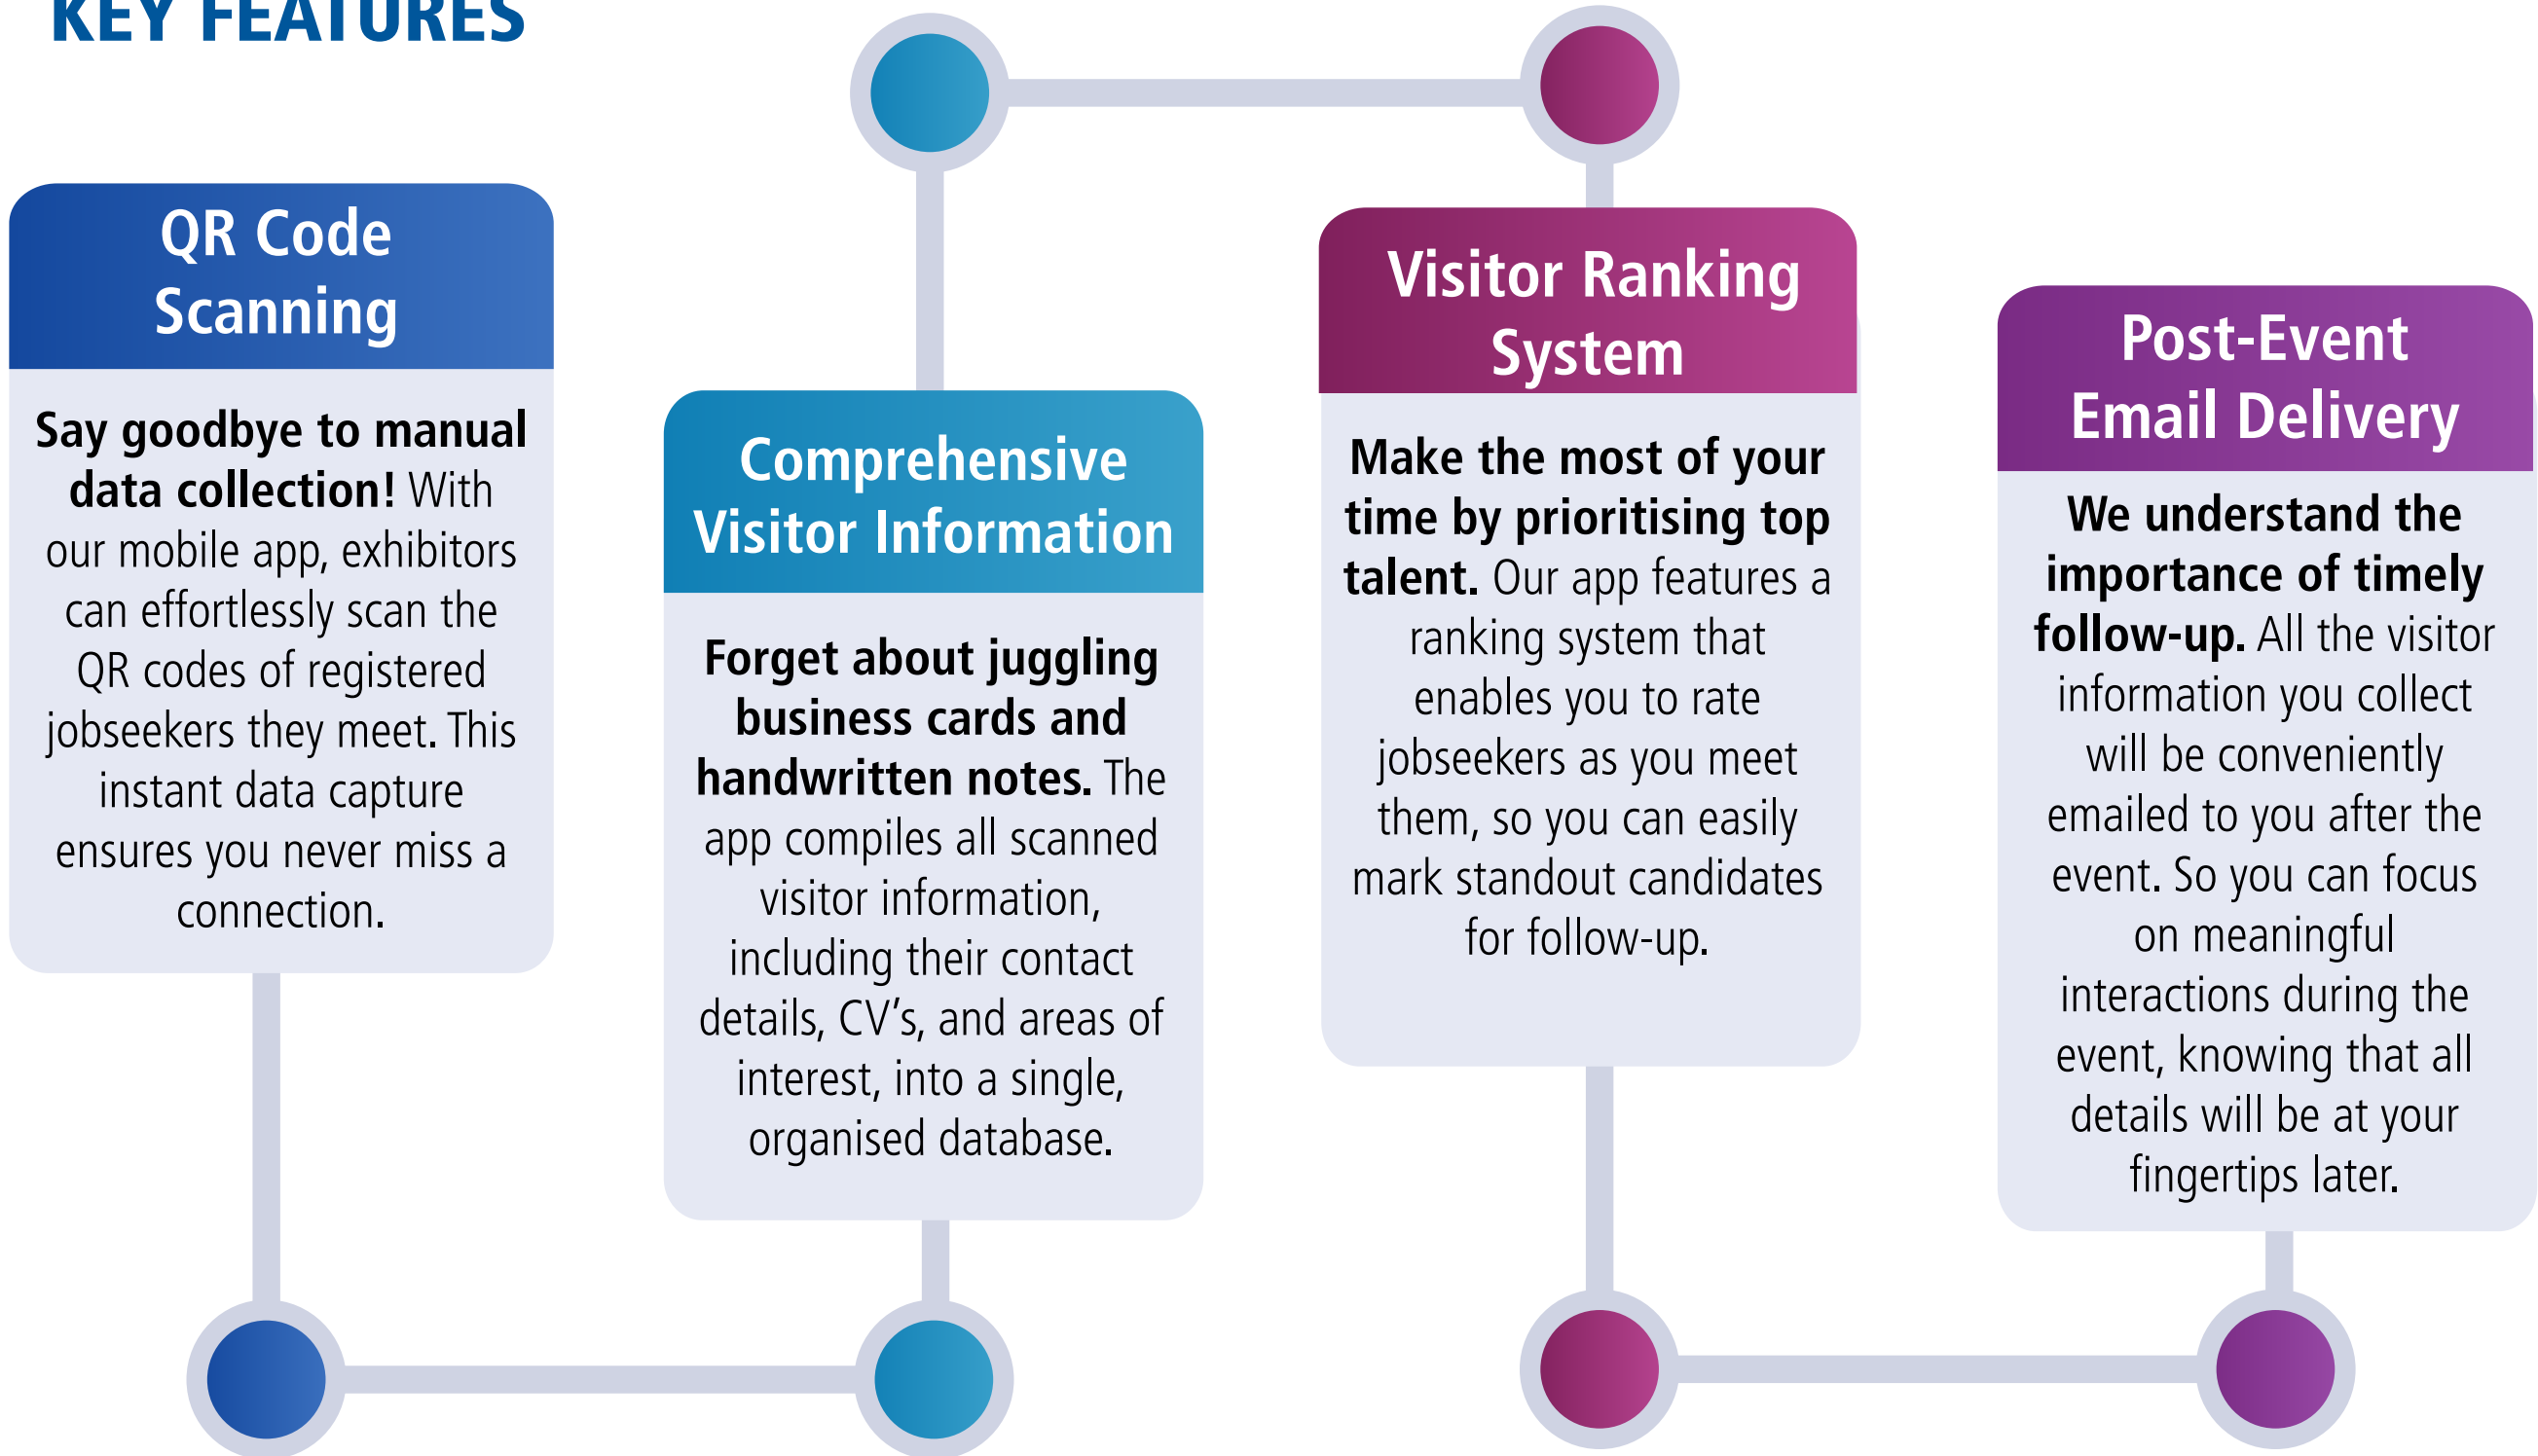 KEY FEATURES
QR Code
Scanning
Say goodbye to manual
data collection! With
our mobile app, exhibitors
can effortlessly scan the
QR codes of registered
jobseekers they meet. This
instant data capture
ensures you never miss a
connection.
Comprehensive
Visitor Information
Forget about juggling
business cards and
handwritten notes. The
app compiles all scanned
visitor information,
including their contact
details, CV’s, and areas of
interest, into a single,
organised database.
Visitor Ranking
System
Make the most of your
time by prioritising top
talent. Our app features a
ranking system that
enables you to rate
jobseekers as you meet
them, so you can easily
mark standout candidates
for follow-up.
Post-Event
Email Delivery
We understand the
importance of timely
follow-up. All the visitor
information you collect
will be conveniently
emailed to you after the
event. So you can focus
on meaningful
interactions during the
event, knowing that all
details will be at your
fingertips later.